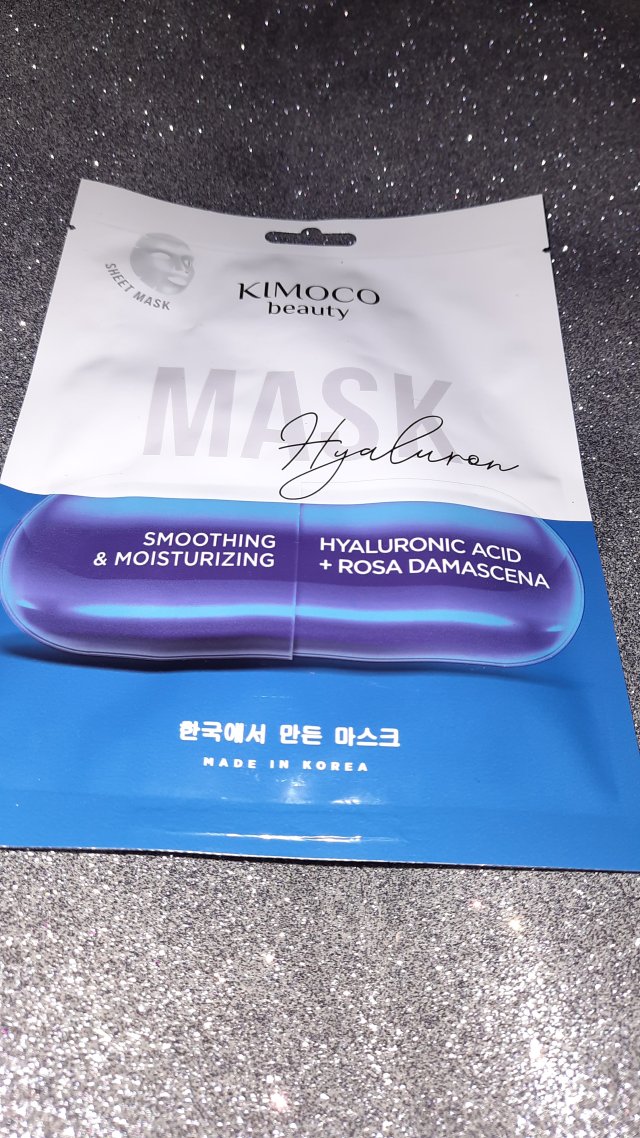 SHEET MASK
KIMOCO
beauty
MASK
Hyaluron
SMOOTHING
& MOISTURIZING
HYALURONIC ACID
+ ROSA DAMASCENA
한국에서 만든 마스크
MADE IN KOREA